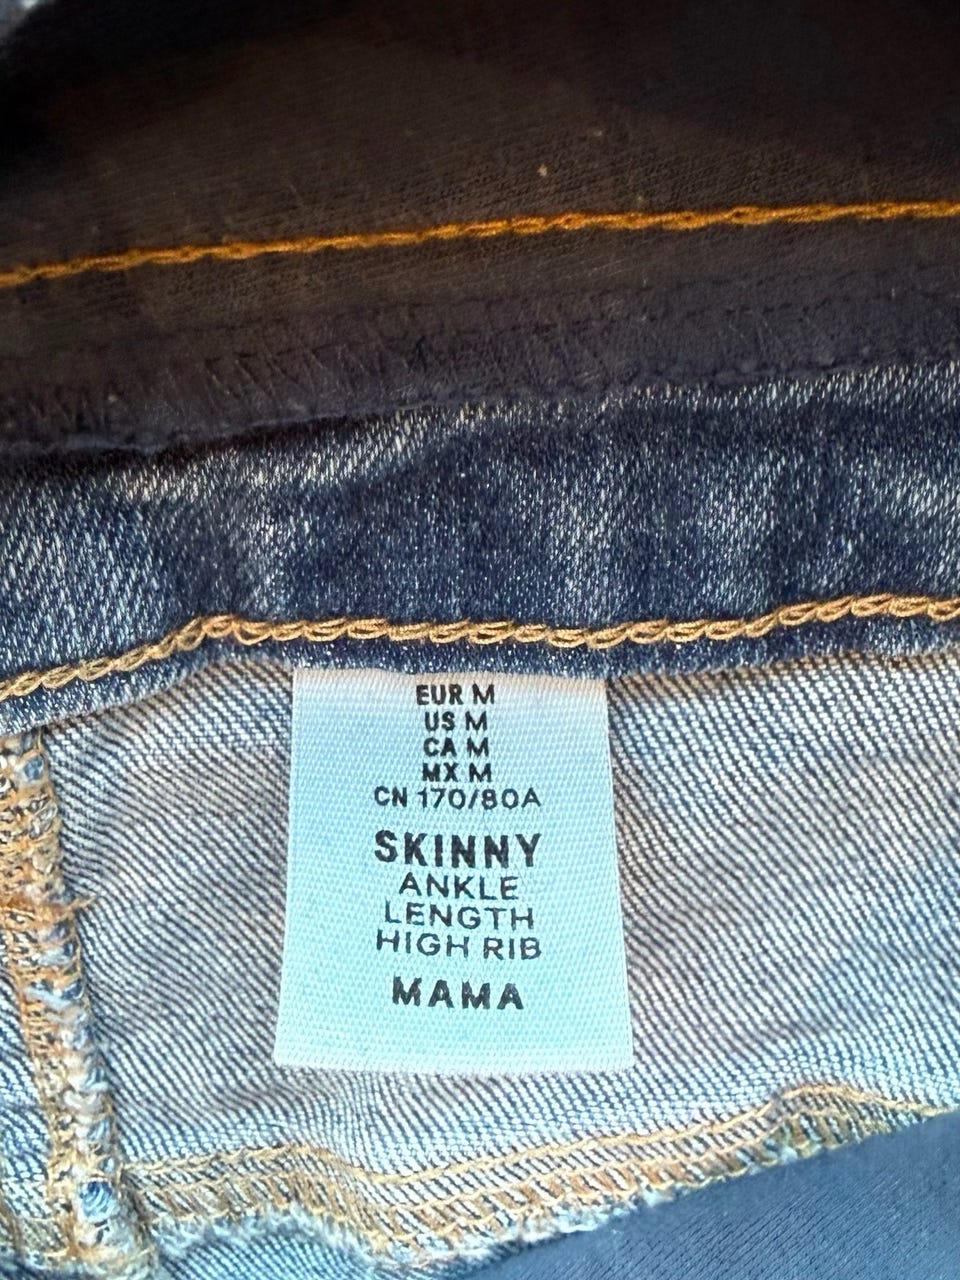 EUR M
US M
CA M
MX M
CN 170/80A
SKINNY
ANKLE
LENGTH
HIGH RIB
MAMA